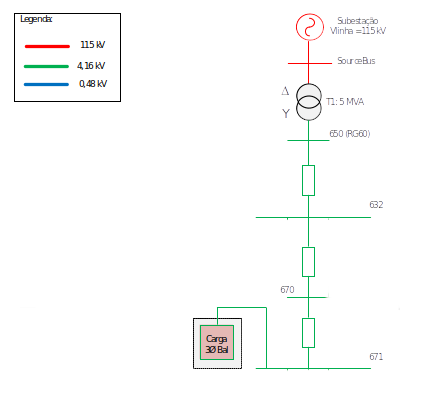 Legenda:
115 kV
4,16 kV
0,48 kV
Subestação
Vlinha =115 kV
SourceBus
Δ
Y
T1: 5 MVA
650 (RG60)
632
670
Carga
3Ø Bal
671